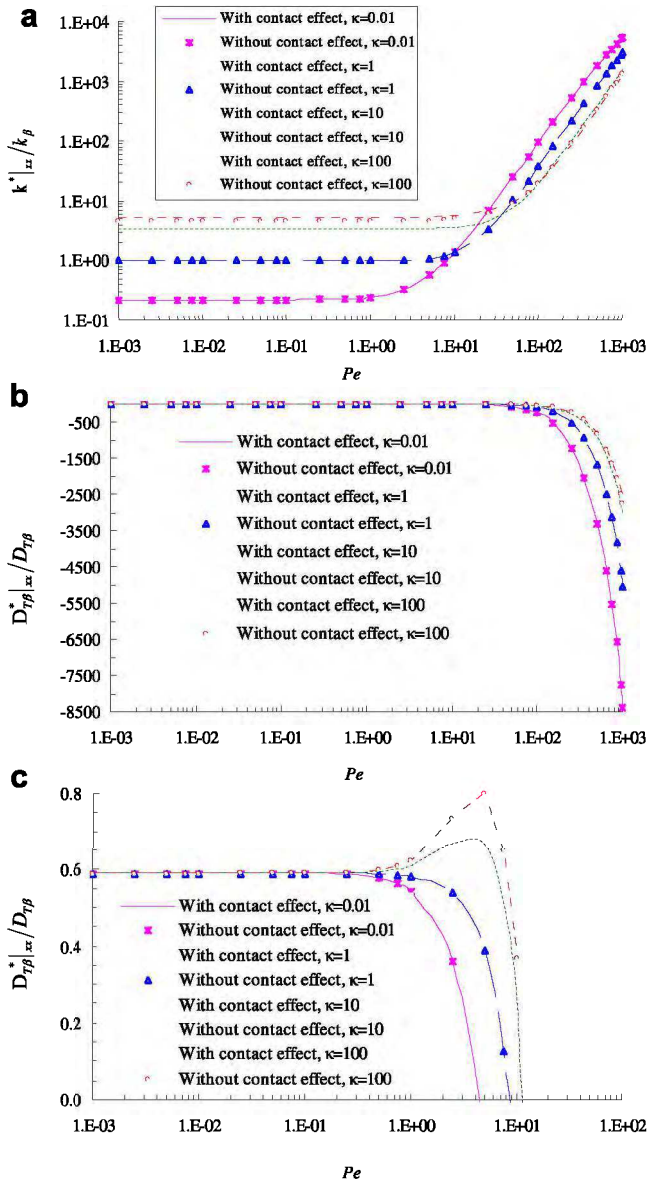 a
With contact effect, κ=0.01
Without contact effect, κ=0.01
With contact effect, κ=1
Without contact effect, κ=1
With contact effect, κ=10
Without contact effect, κ=10
With contact effect, κ=100
Without contact effect, κ=100
k*|xx/kβ
1.E+04
1.E+03
1.E+02
1.E+01
1.E+00
1.E-01
1.E-03 1.E-02 1.E-01 1.E+00 1.E+01 1.E+02 1.E+03
Pe
b
-500
-1500
-2500
-3500
-4500
-5500
-6500
-7500
-8500
D*Tβ|xx/DTβ
With contact effect, κ=0.01
Without contact effect, κ=0.01
With contact effect, κ=1
Without contact effect, κ=1
With contact effect, κ=10
Without contact effect, κ=10
With contact effect, κ=100
Without contact effect, κ=100
1.E-03 1.E-02 1.E-01 1.E+00 1.E+01 1.E+02 1.E+03
Pe
c
0.8
0.6
0.4
0.2
0.0
D*Tβ|xx/DTβ
With contact effect, κ=0.01
Without contact effect, κ=0.01
With contact effect, κ=1
Without contact effect, κ=1
With contact effect, κ=10
Without contact effect, κ=10
With contact effect, κ=100
Without contact effect, κ=100
1.E-03 1.E-02 1.E-01 1.E+00 1.E+01 1.E+02
Pe